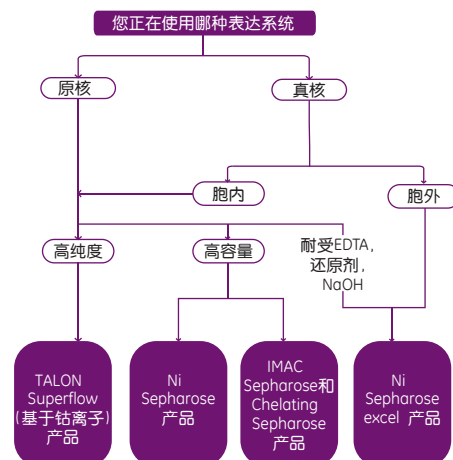 您正在使用哪种表达系统
原核
真核
胞内
胞外
高纯度
高容量
耐受EDTA,
还原剂,
NaOH
TALON
Superflow
(基于钴离子)
产品
Ni
Sepharose
产品
IMAC
Sepharose和
Chelating
Sepharose
产品
Ni
Sepharose
excel 产品